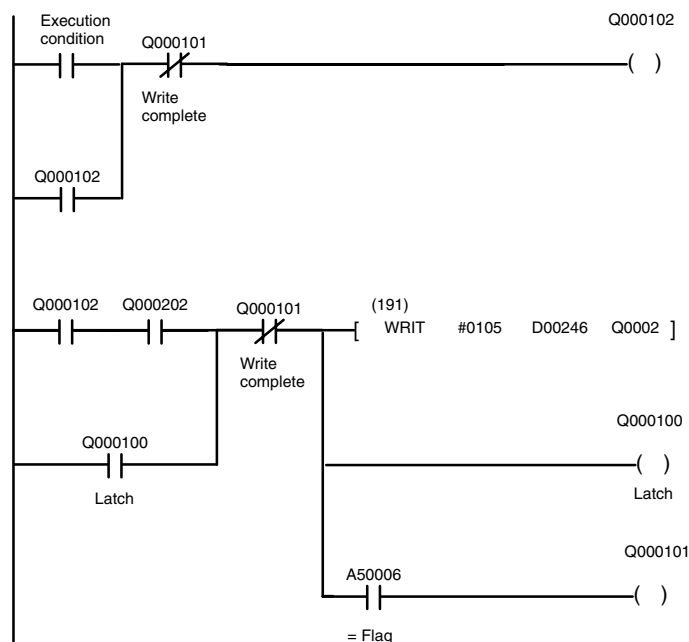 Execution
condition
Q000101
Q000102
Write
complete
Q000102
Q000102
Q000202
Q000101
(191)
[ WRIT #0105 D00246 Q0002 ]
Write
complete
Q000100
Latch
Q000100
( )
Latch
Q000101
A50006
( )
= Flag